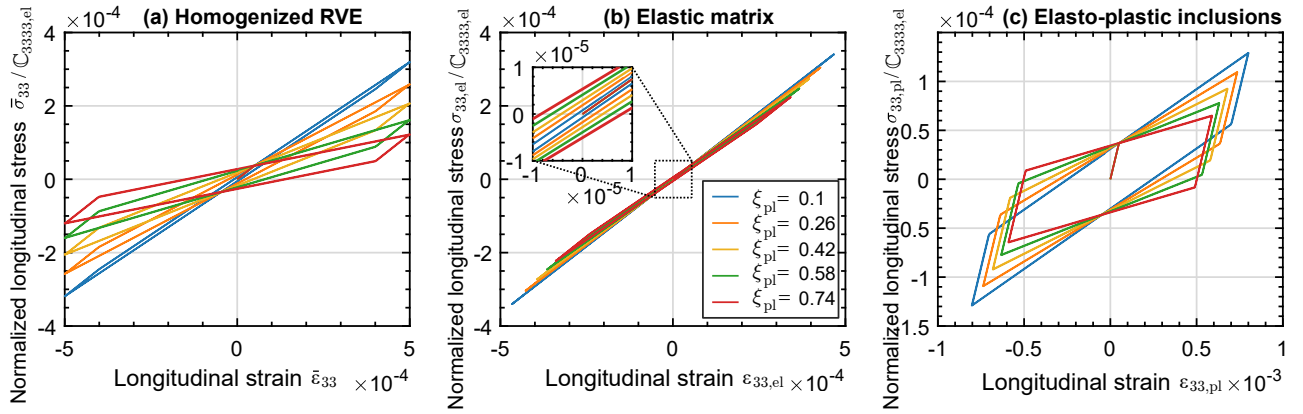 (a) Homogenized RVE
×10⁻⁴
Normalized longitudinal stress σ̄₃₃ / ℂ₃₃₃₃,el
4
2
0
-2
-4
-5
0
5
Longitudinal strain ε̄₃₃ ×10⁻⁴
(b) Elastic matrix
×10⁻⁴
Normalized longitudinal stress σ₃₃,el / ℂ₃₃₃₃,el
4
2
0
-2
-4
-5
0
5
Longitudinal strain ε₃₃,el ×10⁻⁴
×10⁻⁵
1
0
-1
-1
0
1
×10⁻⁵
ξpl= 0.1
ξpl= 0.26
ξpl= 0.42
ξpl= 0.58
ξpl= 0.74
(c) Elasto-plastic inclusions
×10⁻⁴
Normalized longitudinal stress σ₃₃,pl / ℂ₃₃₃₃,el
1.5
1
0.5
0
-0.5
-1
-1.5
-1
-0.5
0
0.5
1
Longitudinal strain ε₃₃,pl ×10⁻³